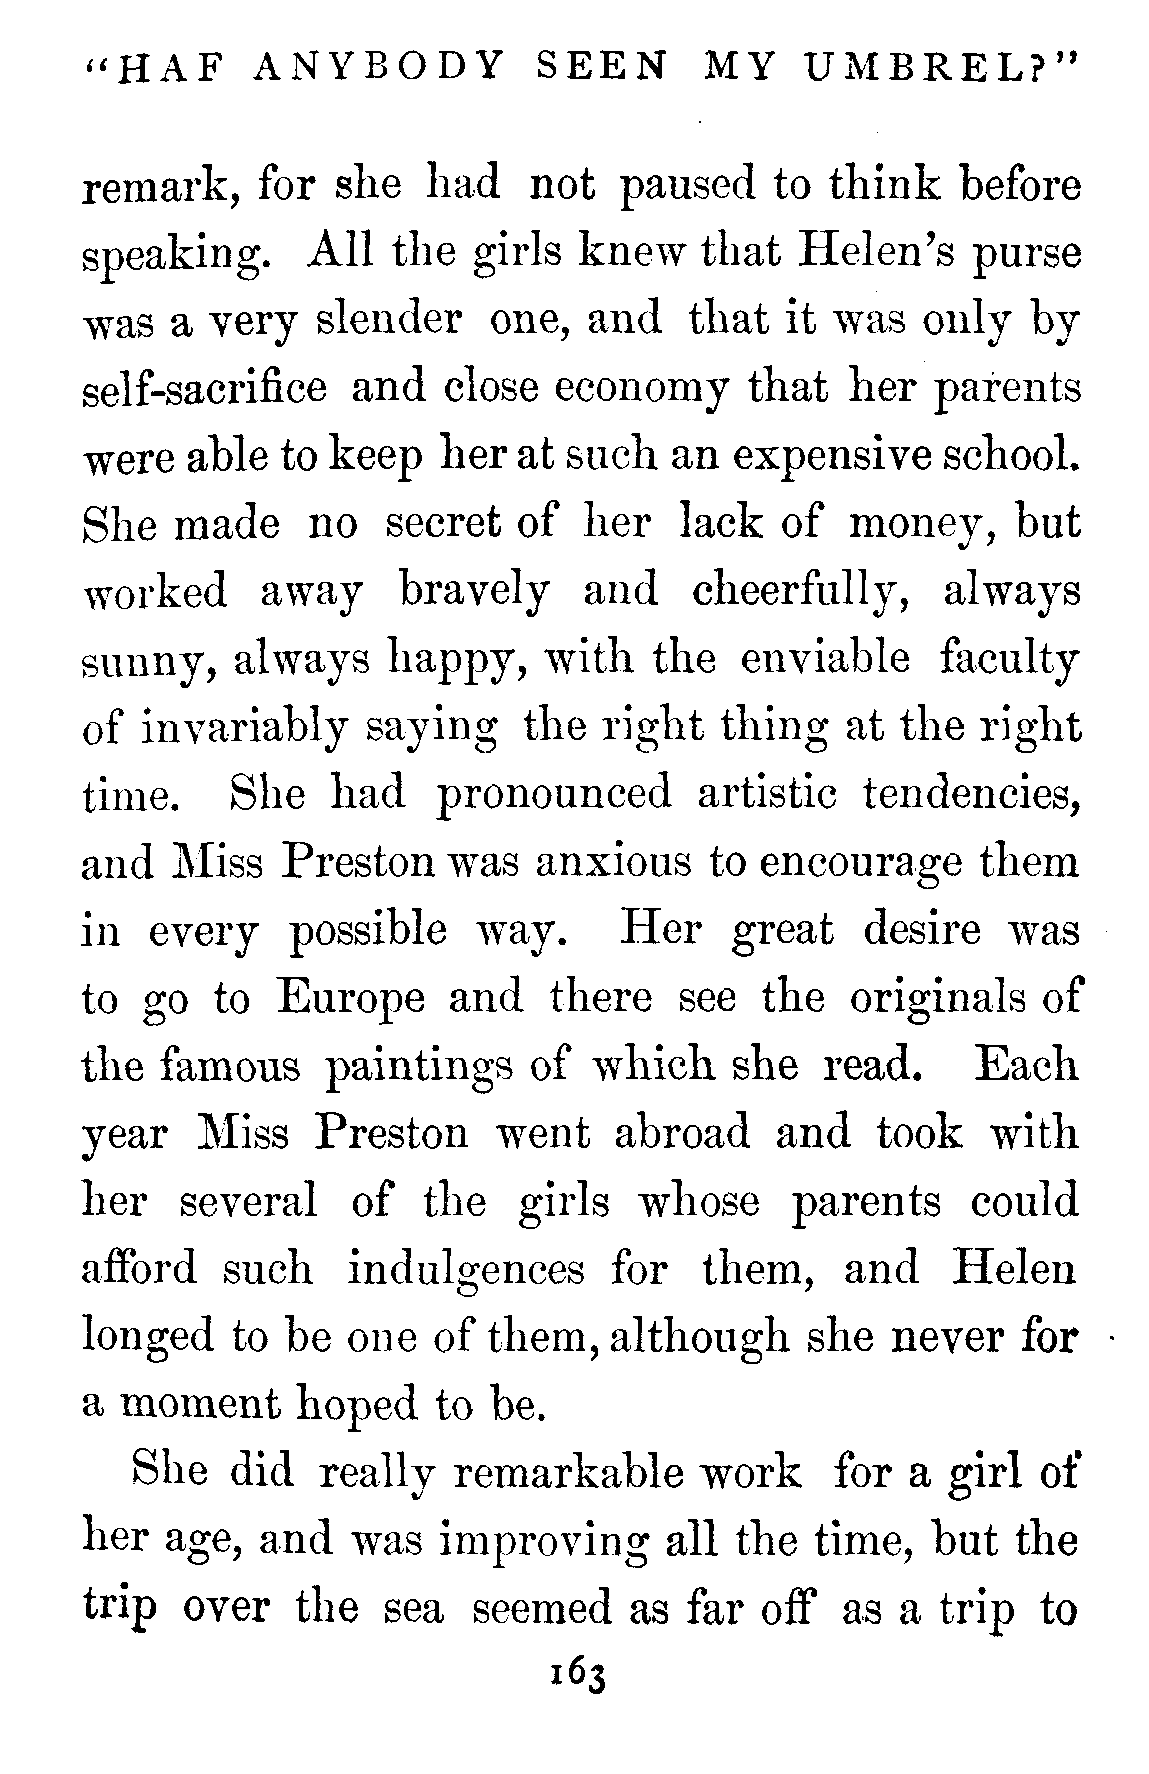 "HAF ANYBODY SEEN MY UMBREL?"
remark, for she had not paused to think before
speaking. All the girls knew that Helen's purse
was a very slender one, and that it was only by
self-sacrifice and close economy that her parents
were able to keep her at such an expensive school.
She made no secret of her lack of money, but
worked away bravely and cheerfully, always
sunny, always happy, with the enviable faculty
of invariably saying the right thing at the right
time. She had pronounced artistic tendencies,
and Miss Preston was anxious to encourage them
in every possible way. Her great desire was
to go to Europe and there see the originals of
the famous paintings of which she read. Each
year Miss Preston went abroad and took with
her several of the girls whose parents could
afford such indulgences for them, and Helen
longed to be one of them, although she never for
a moment hoped to be.
She did really remarkable work for a girl of
her age, and was improving all the time, but the
trip over the sea seemed as far off as a trip to
163